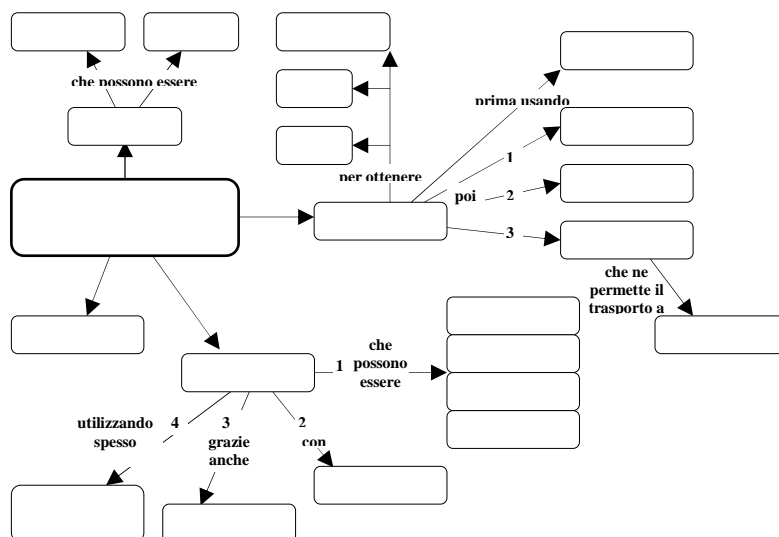 che possono essere
prima usando
1
per ottenere
poi
2
3
che ne
permette il
trasporto a
1
che
possono
essere
utilizzando
spesso
4
3
grazie
anche
2
con